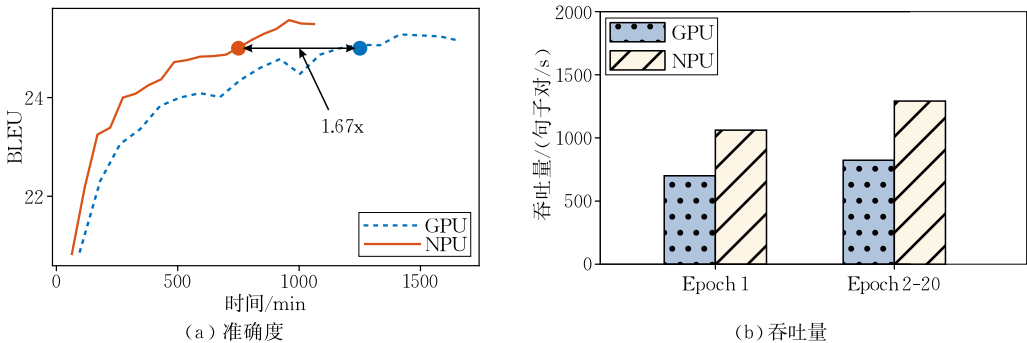 BLEU
24
22
1.67x
GPU
NPU
0
500
1000
1500
时间/min
(a)准确度
吞吐量/(句子对/s)
2000
1500
1000
500
0
GPU
NPU
Epoch 1
Epoch 2-20
(b)吞吐量